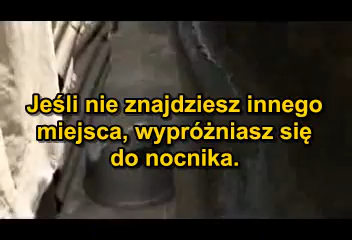 Jeśli nie znajdziesz innego
miejsca, wypróżniasz się
do nocnika.